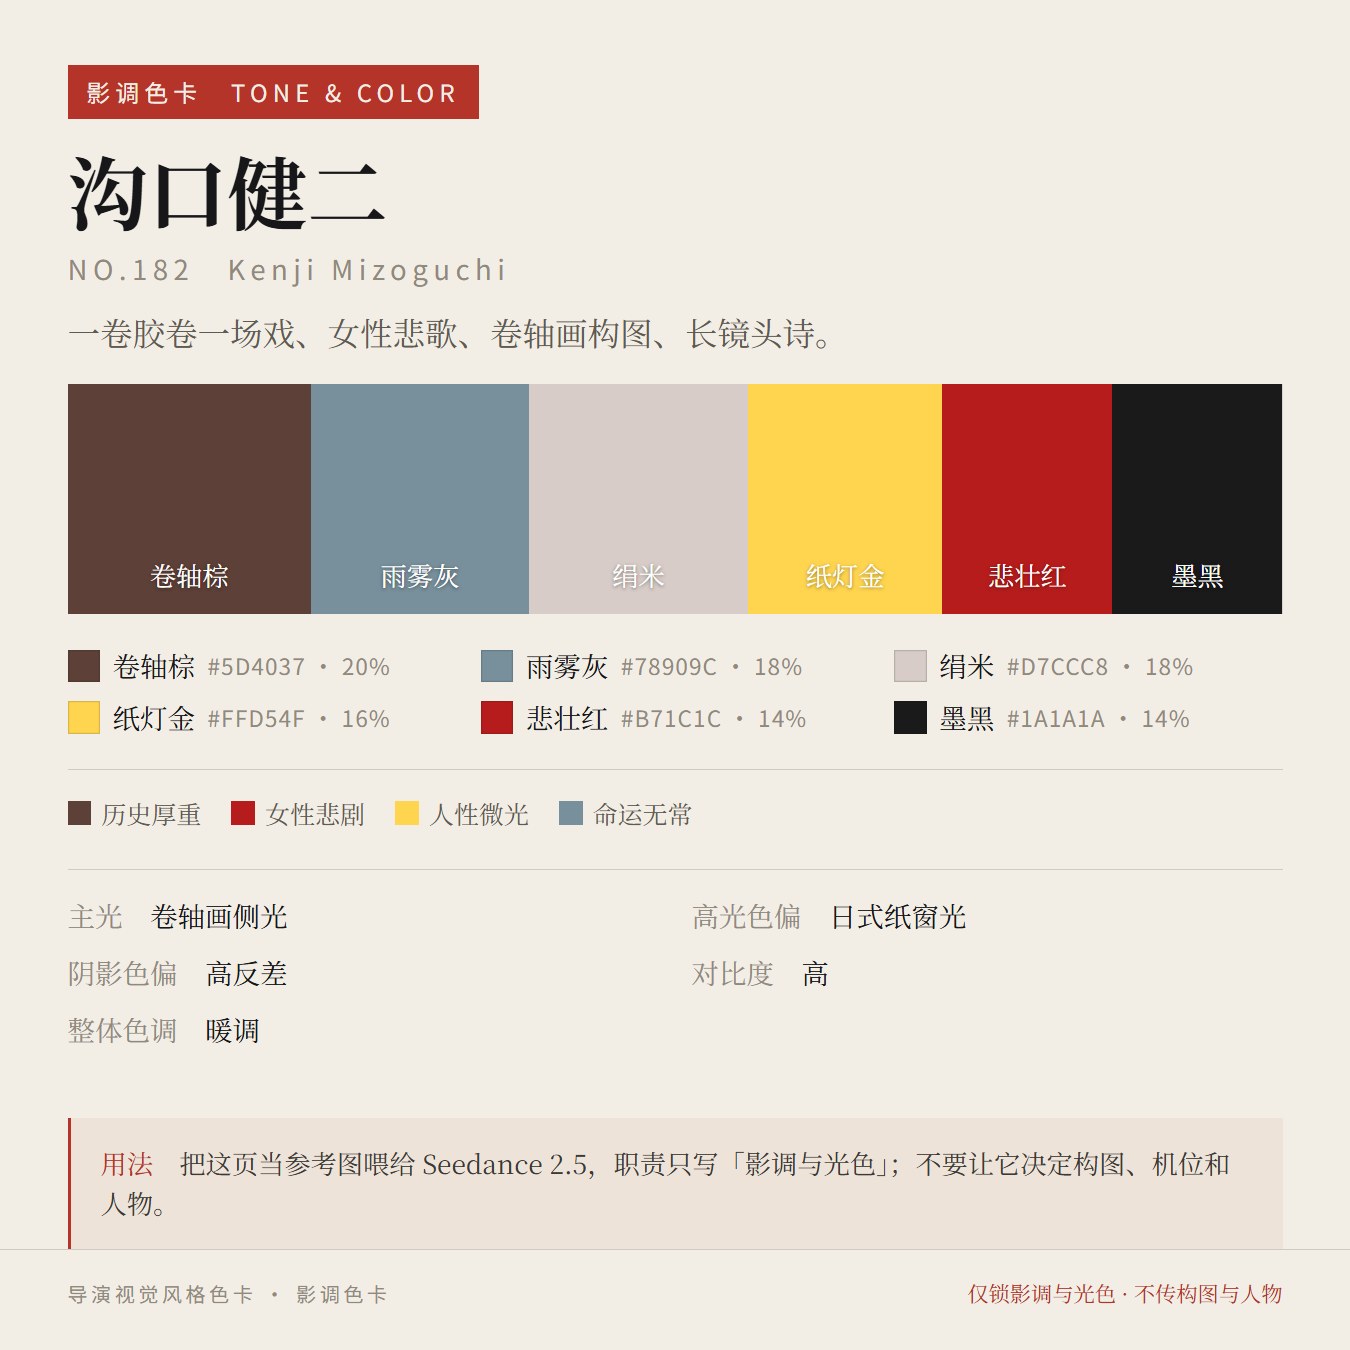 影调色卡 TONE & COLOR
沟口健二
NO.182 Kenji Mizoguchi
一卷胶卷一场戏、女性悲歌、卷轴画构图、长镜头诗。
卷轴棕 雨雾灰 绢米 纸灯金 悲壮红 墨黑
卷轴棕 #5D4037 · 20% 雨雾灰 #78909C · 18% 绢米 #D7CCC8 · 18%
纸灯金 #FFD54F · 16% 悲壮红 #B71C1C · 14% 墨黑 #1A1A1A · 14%
历史厚重 女性悲剧 人性微光 命运无常
主光 卷轴画侧光 高光色偏 日式纸窗光
阴影色偏 高反差 对比度 高
整体色调 暖调
用法 把这页当参考图喂给 Seedance 2.5，职责只写「影调与光色」；不要让它决定构图、机位和
人物。
导演视觉风格色卡 · 影调色卡 仅锁影调与光色 · 不传构图与人物